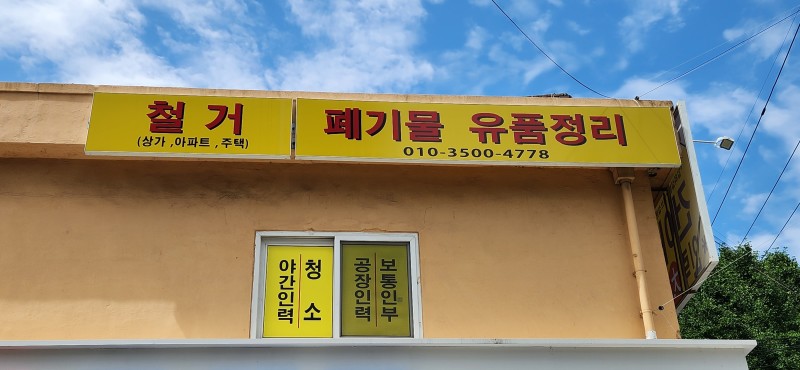 철거
(상가 ,아파트 ,주택)
폐기물 유품정리
010-3500-4778
야간인력
청소
공장인력
보통인부